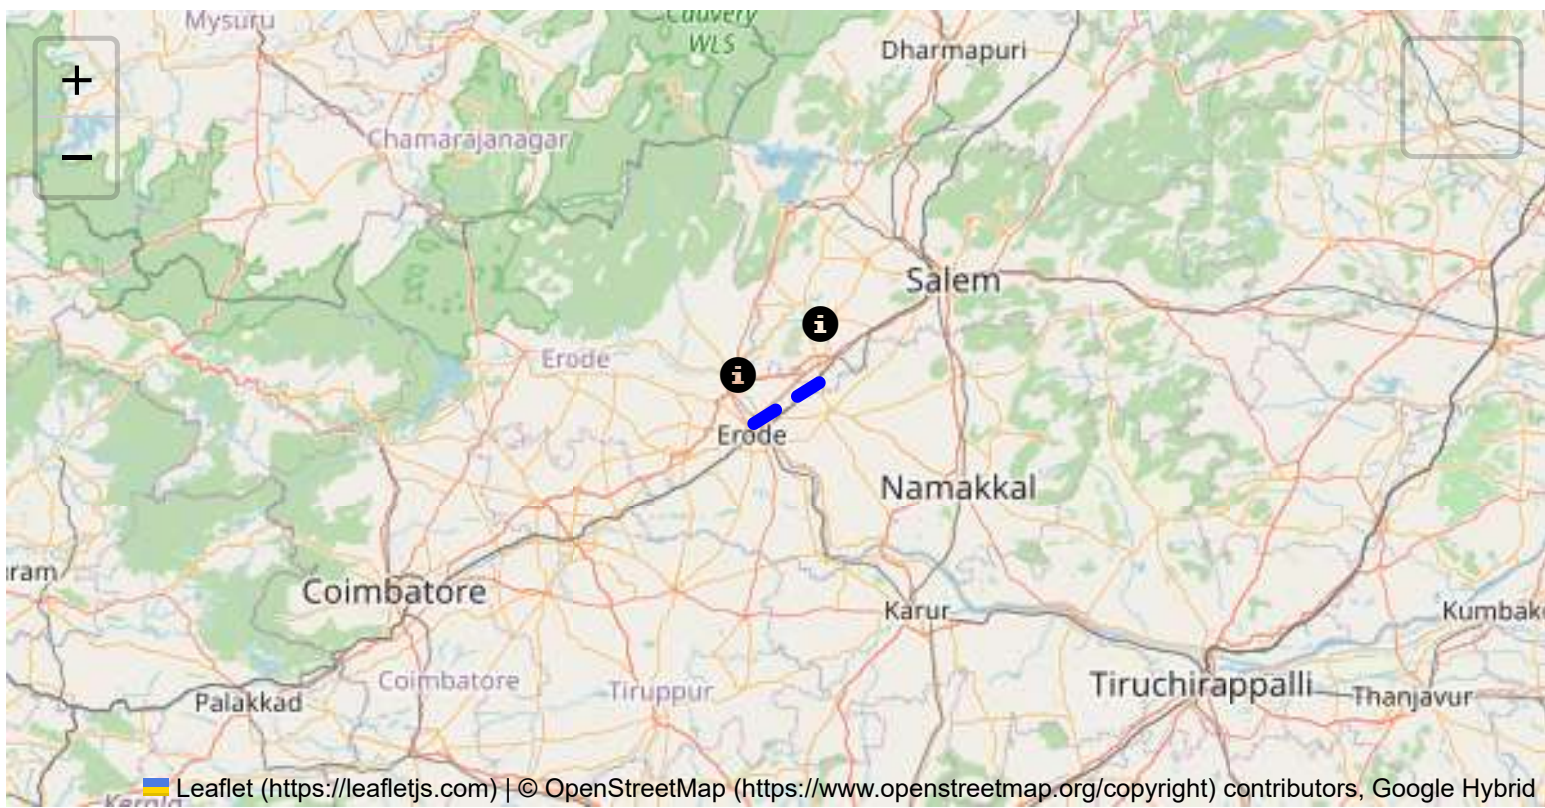 Mysuru
Cauvery
WLS
Dharmapuri
+
Chamarajanagar
−
Salem
i
Erode
i
Erode
Namakkal
Coimbatore
Karur
Coimbatore
Tiruppur
Tiruchirappalli
Palakkad
Thanjavur
Leaflet (https://leafletjs.com) | © OpenStreetMap (https://www.openstreetmap.org/copyright) contributors, Google Hybrid
Kerala